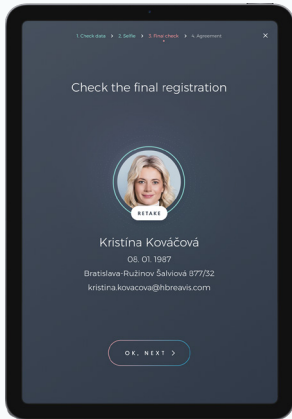 1. Check data > 2. Selfie > 3. Final check > 4. Agreement ×
Check the final registration
RETAKE
Kristína Kováčová
08. 01. 1987
Bratislava-Ružinov Šalviová 877/32
kristina.kovacova@hbreavis.com
OK, NEXT >